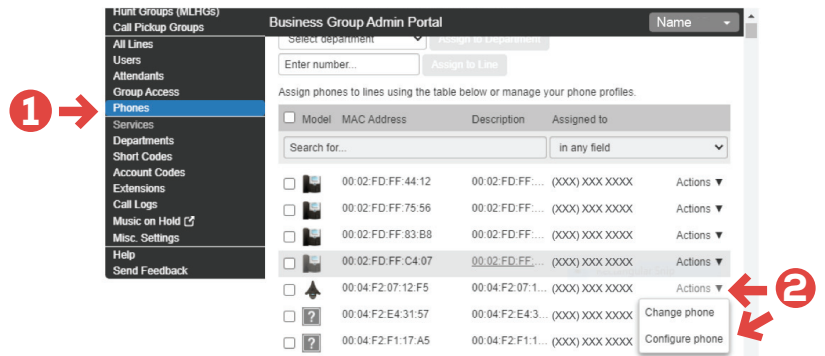 Hunt Groups (MLHGs)
Call Pickup Groups
All Lines
Users
Attendants
Group Access
Phones
Services
Departments
Short Codes
Account Codes
Extensions
Call Logs
Music on Hold
Misc. Settings
Help
Send Feedback
1
Business Group Admin Portal
Name
Select department
Assign to Department
Enter number...
Assign to Line
Assign phones to lines using the table below or manage your phone profiles.
Model MAC Address Description Assigned to
Search for... in any field
00:02:FD:FF:44:12 00:02:FD:FF:... (XXX) XXX XXXX Actions ▼
00:02:FD:FF:75:56 00:02:FD:FF:... (XXX) XXX XXXX Actions ▼
00:02:FD:FF:83:B8 00:02:FD:FF:... (XXX) XXX XXXX Actions ▼
00:02:FD:FF:C4:07 00:02:FD:FF:... (XXX) XXX XXXX Actions ▼
00:04:F2:07:12:F5 00:04:F2:07:1... (XXX) XXX XXXX Actions ▼
2
? 00:04:F2:E4:31:57 00:04:F2:E4:3... (XXX) XXX XXXX
Change phone
? 00:04:F2:F1:17:A5 00:04:F2:F1:1... (XXX) XXX XXXX
Configure phone